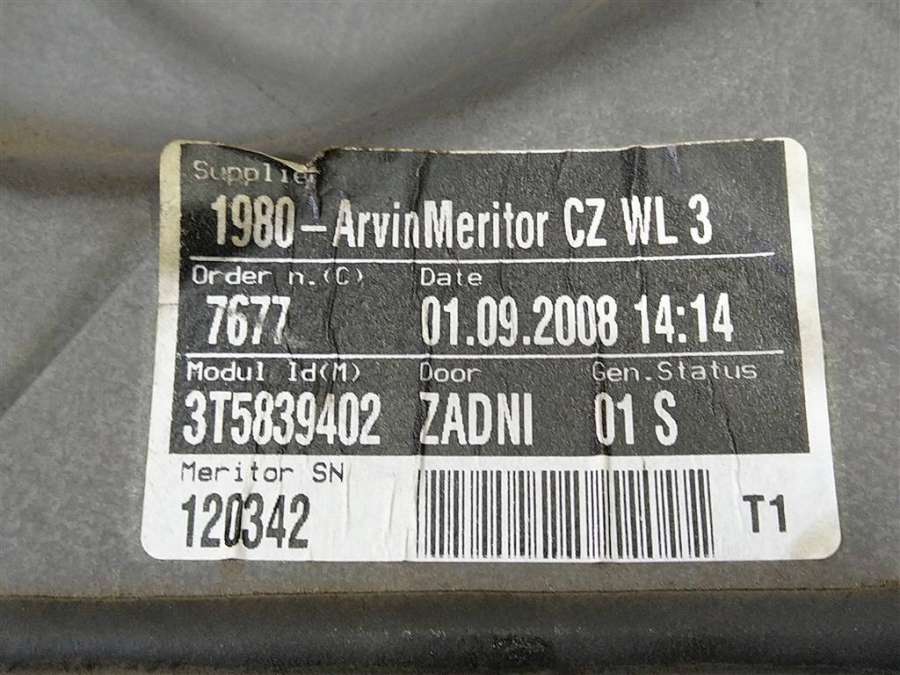 Supplier
1980-ArvinMeritor CZ WL 3
Order n.(C) Date
7677 01.09.2008 14:14
Modul Id(M) Door Gen.Status
3T5839402 ZADNI 01 S
Meritor SN
120342 T1